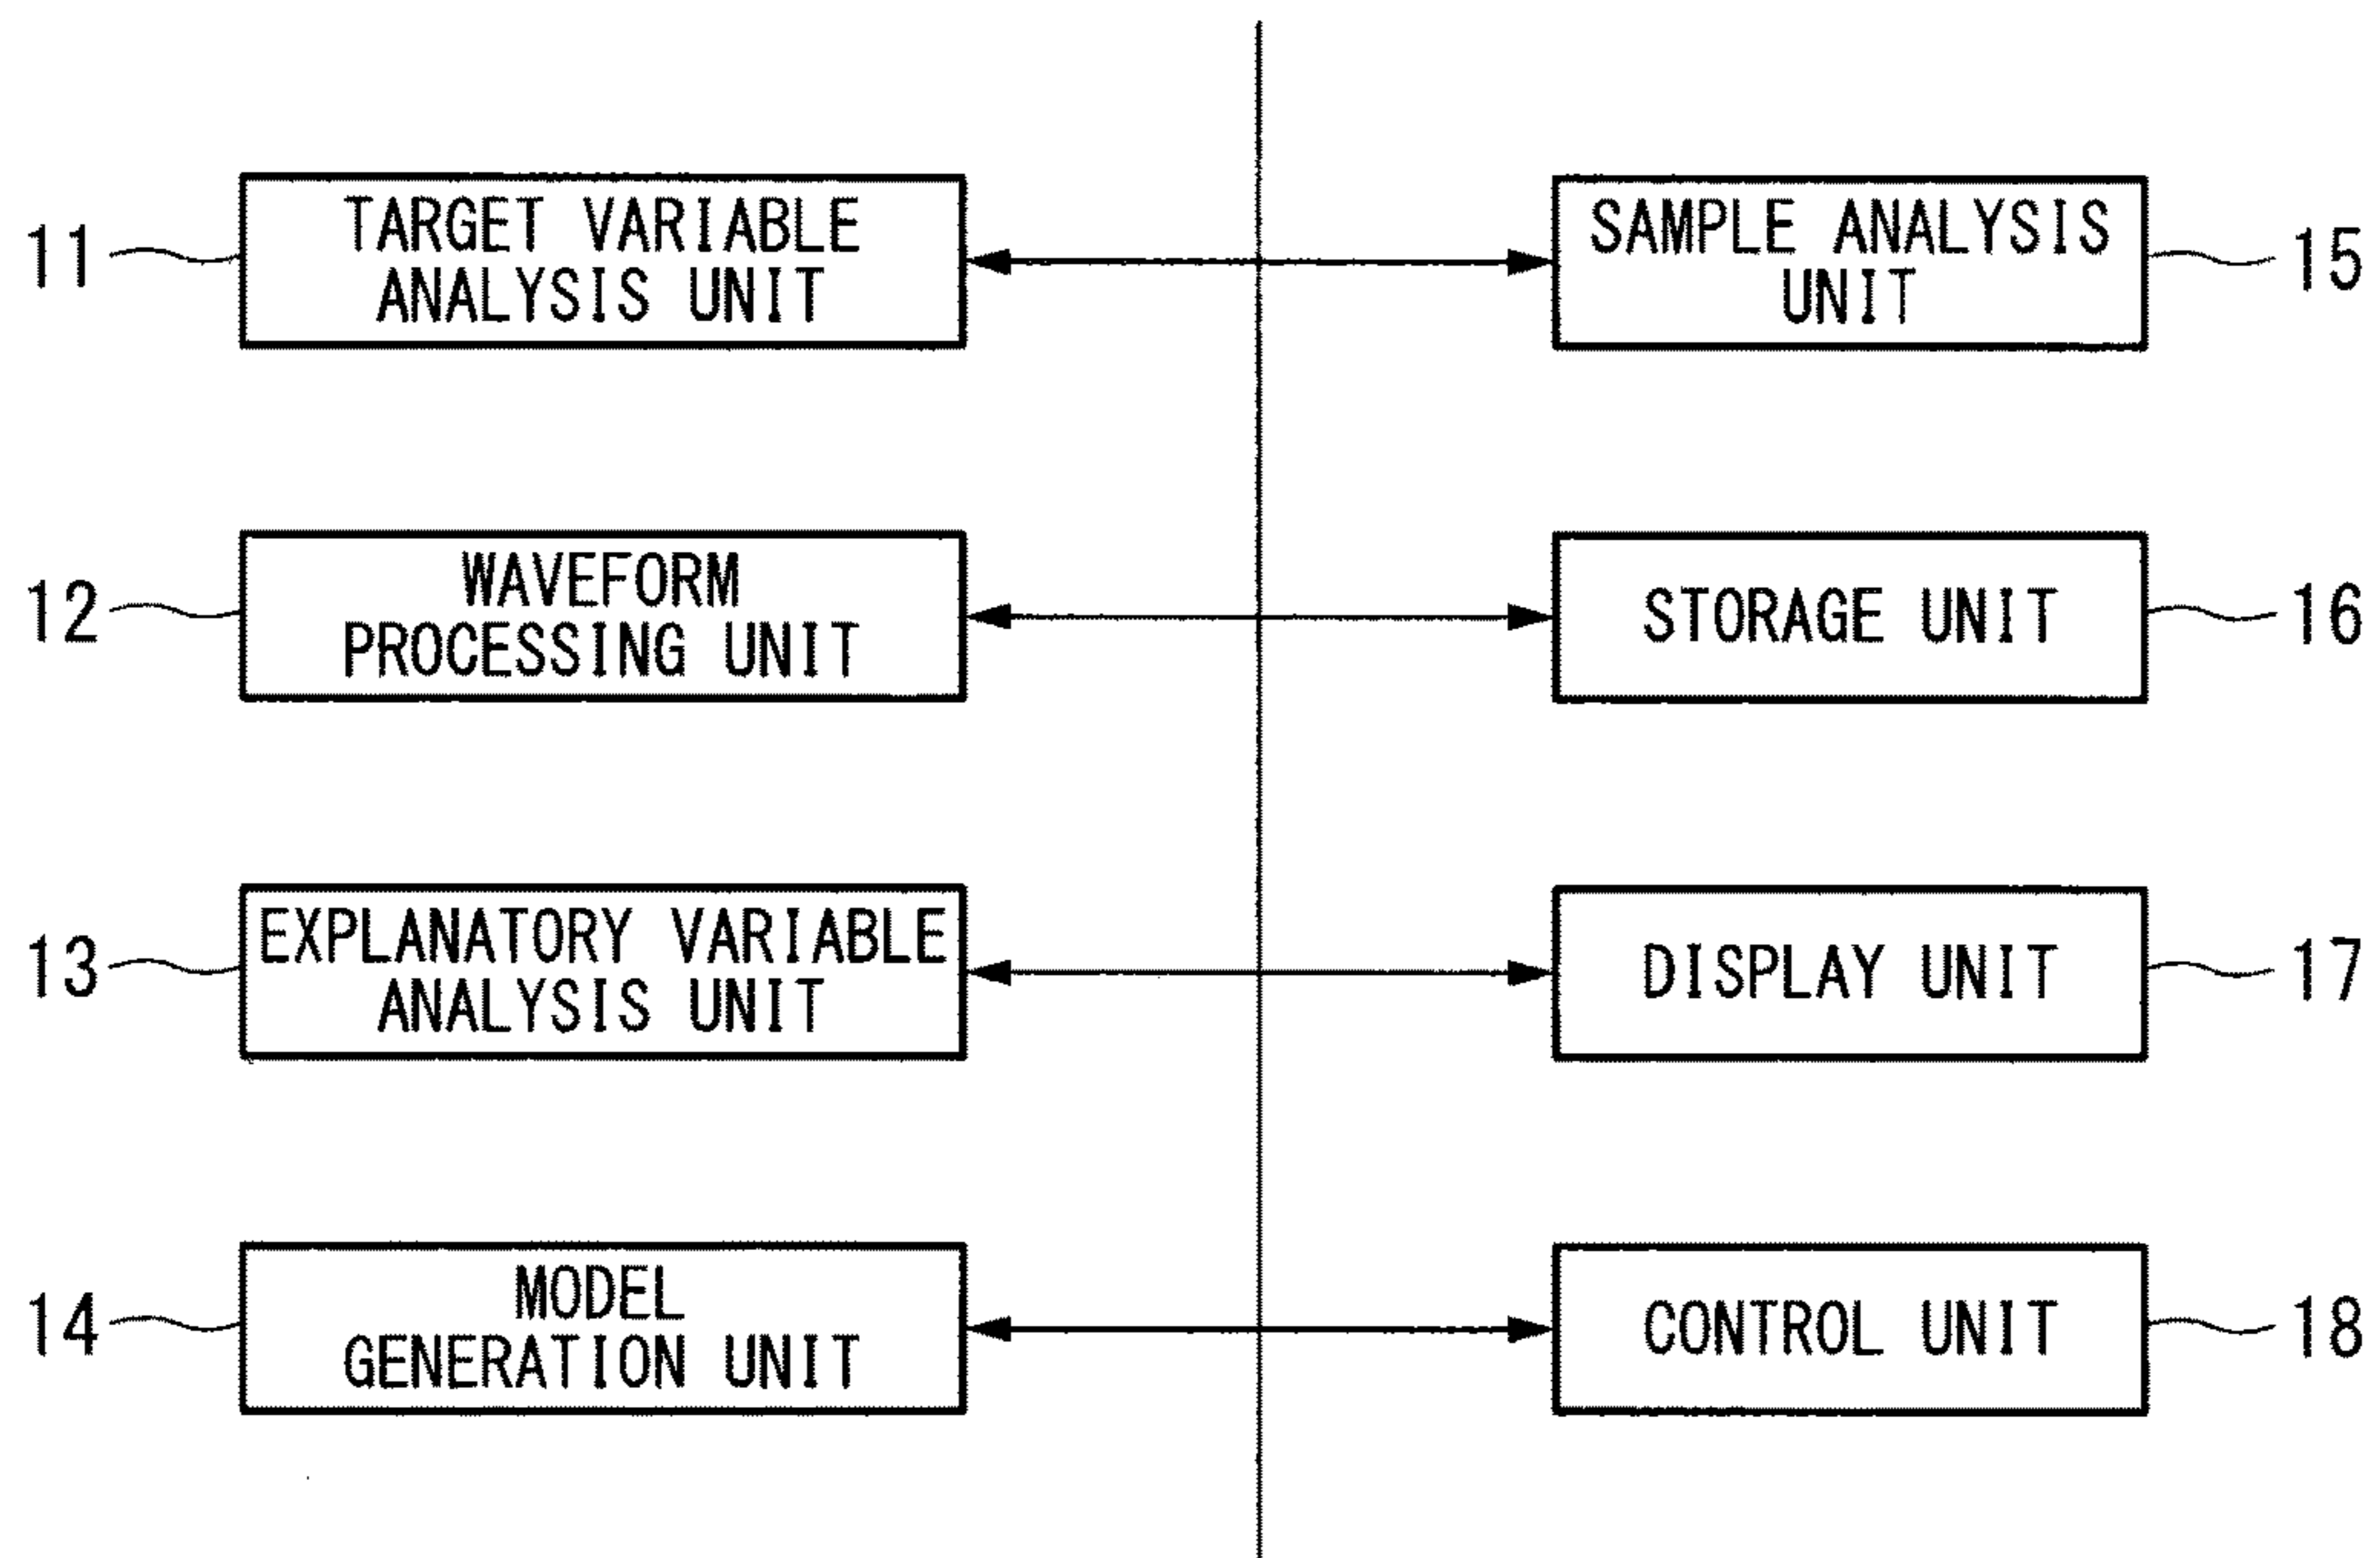 11
TARGET VARIABLE
ANALYSIS UNIT
SAMPLE ANALYSIS
UNIT
15
12
WAVEFORM
PROCESSING UNIT
STORAGE UNIT
16
13
EXPLANATORY VARIABLE
ANALYSIS UNIT
DISPLAY UNIT
17
14
MODEL
GENERATION UNIT
CONTROL UNIT
18